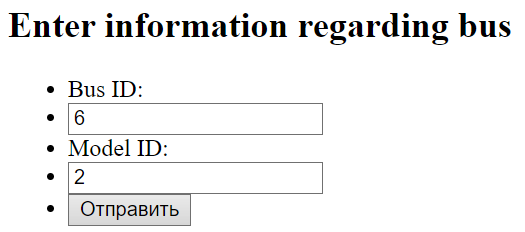 Enter information regarding bus
Bus ID:
6
Model ID:
2
Отправить